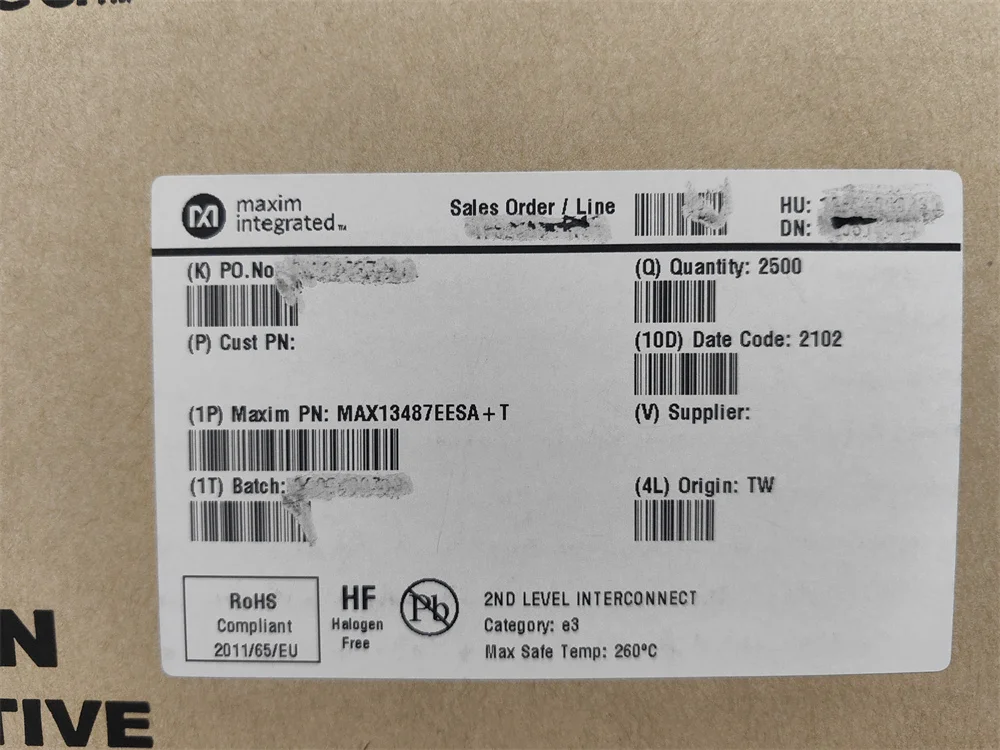 maxim
integrated™
Sales Order / Line
HU:
DN:
(K) PO.No
(Q) Quantity: 2500
(P) Cust PN:
(10D) Date Code: 2102
(1P) Maxim PN: MAX13487EESA+T
(V) Supplier:
(1T) Batch:
(4L) Origin: TW
RoHS
Compliant
2011/65/EU
HF
Halogen
Free
Pb
2ND LEVEL INTERCONNECT
Category: e3
Max Safe Temp: 260ºC
N
TIVE